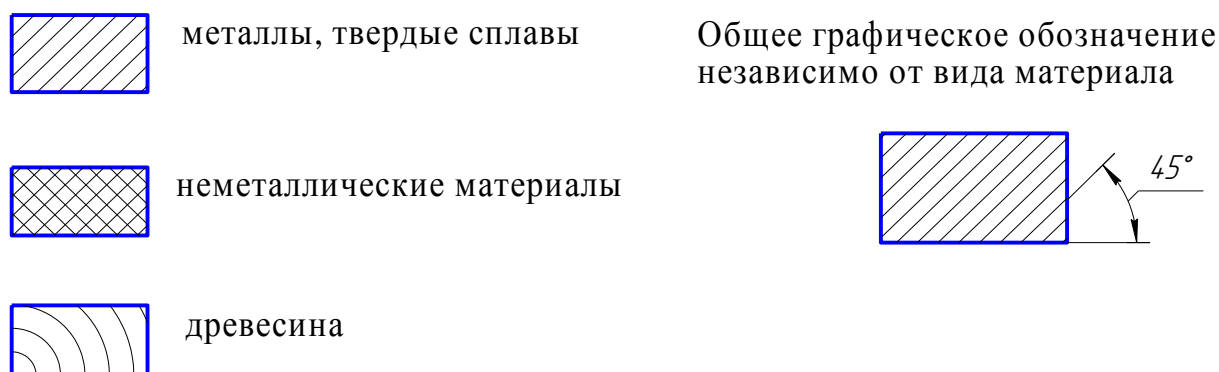 металлы, твердые сплавы
Общее графическое обозначение
независимо от вида материала
45°
неметаллические материалы
древесина